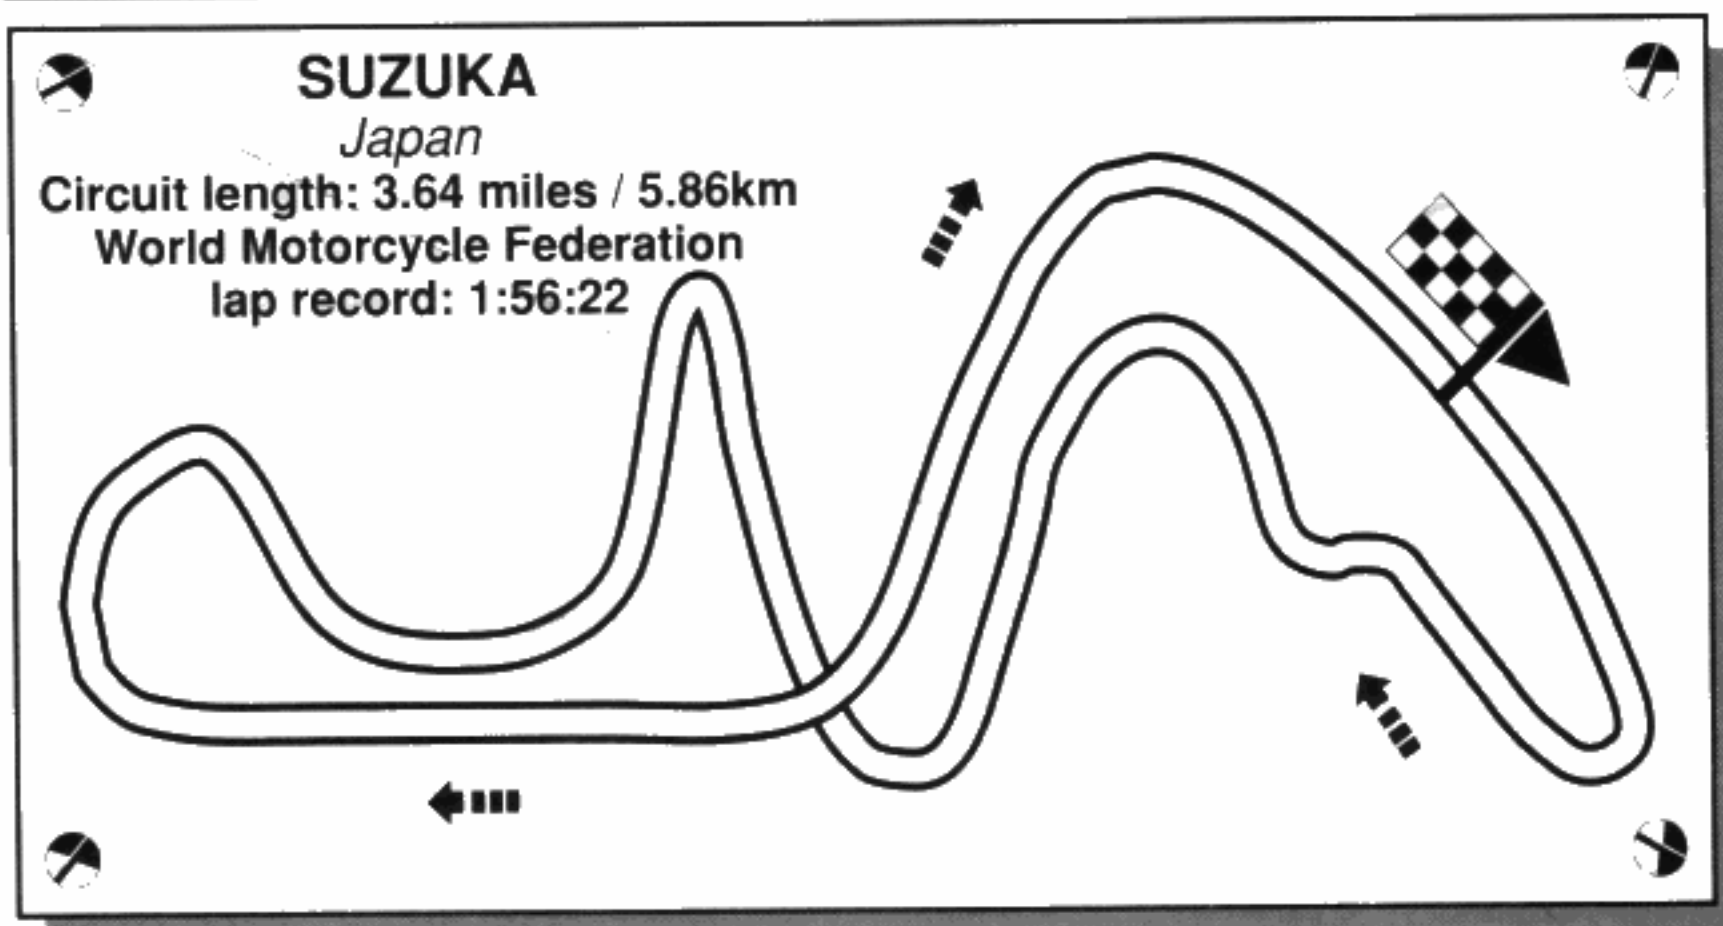 SUZUKA
Japan
Circuit length: 3.64 miles / 5.86km
World Motorcycle Federation
lap record: 1:56:22